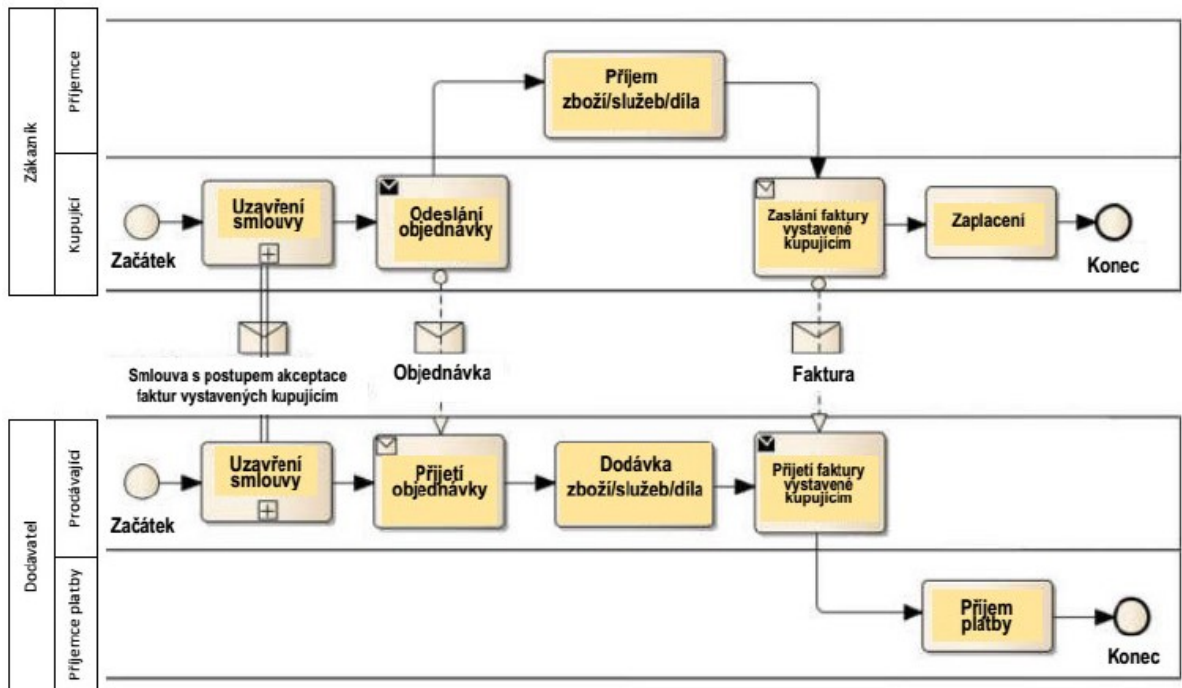 Zákazník
Příjemce
Příjem
zboží/služeb/díla
Kupující
Začátek
Uzavření
smlouvy
Odeslání
objednávky
Zaslání faktury
vystavené
kupujícím
Zaplacení
Konec
Smlouva s postupem akceptace
faktur vystavených kupujícím
Objednávka
Faktura
Dodavatel
Prodávající
Začátek
Uzavření
smlouvy
Přijetí
objednávky
Dodávka
zboží/služeb/díla
Přijetí faktury
vystavené
kupujícím
Příjemce platby
Příjem
platby
Konec